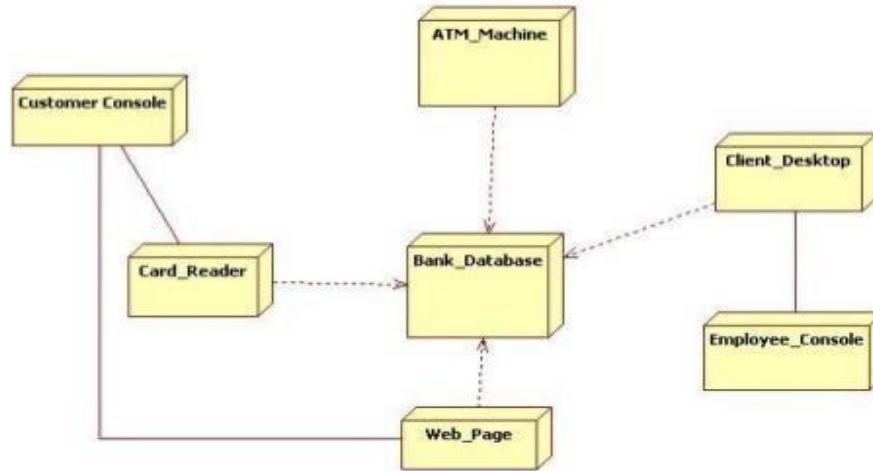 ATM_Machine
Customer Console
Client_Desktop
Card_Reader
Bank_Database
Employee_Console
Web_Page